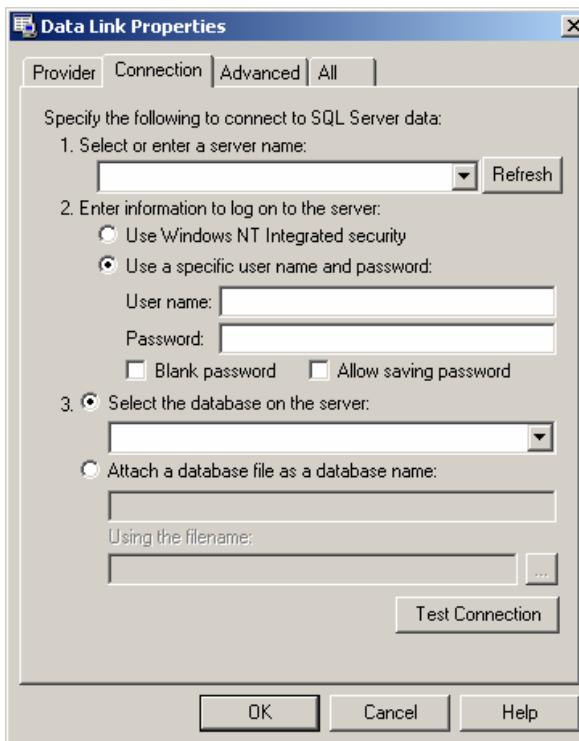 Data Link Properties
Provider Connection Advanced All
Specify the following to connect to SQL Server data:
1. Select or enter a server name:
Refresh
2. Enter information to log on to the server:
Use Windows NT Integrated security
Use a specific user name and password:
User name:
Password:
Blank password Allow saving password
3. Select the database on the server:
Attach a database file as a database name:
Using the filename:
...
Test Connection
OK Cancel Help